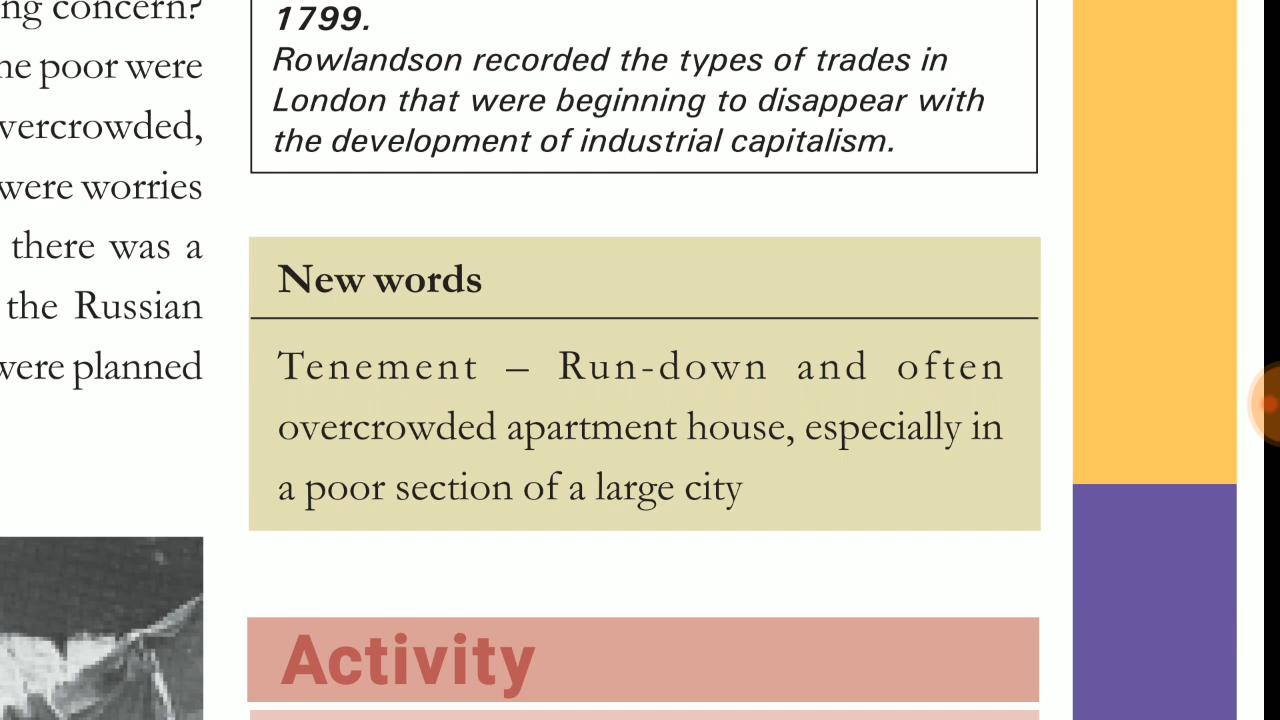 ng concern?
he poor were
vercrowded,
were worries
there was a
the Russian
were planned
1799.
Rowlandson recorded the types of trades in
London that were beginning to disappear with
the development of industrial capitalism.
New words
Tenement – Run-down and often
overcrowded apartment house, especially in
a poor section of a large city
Activity